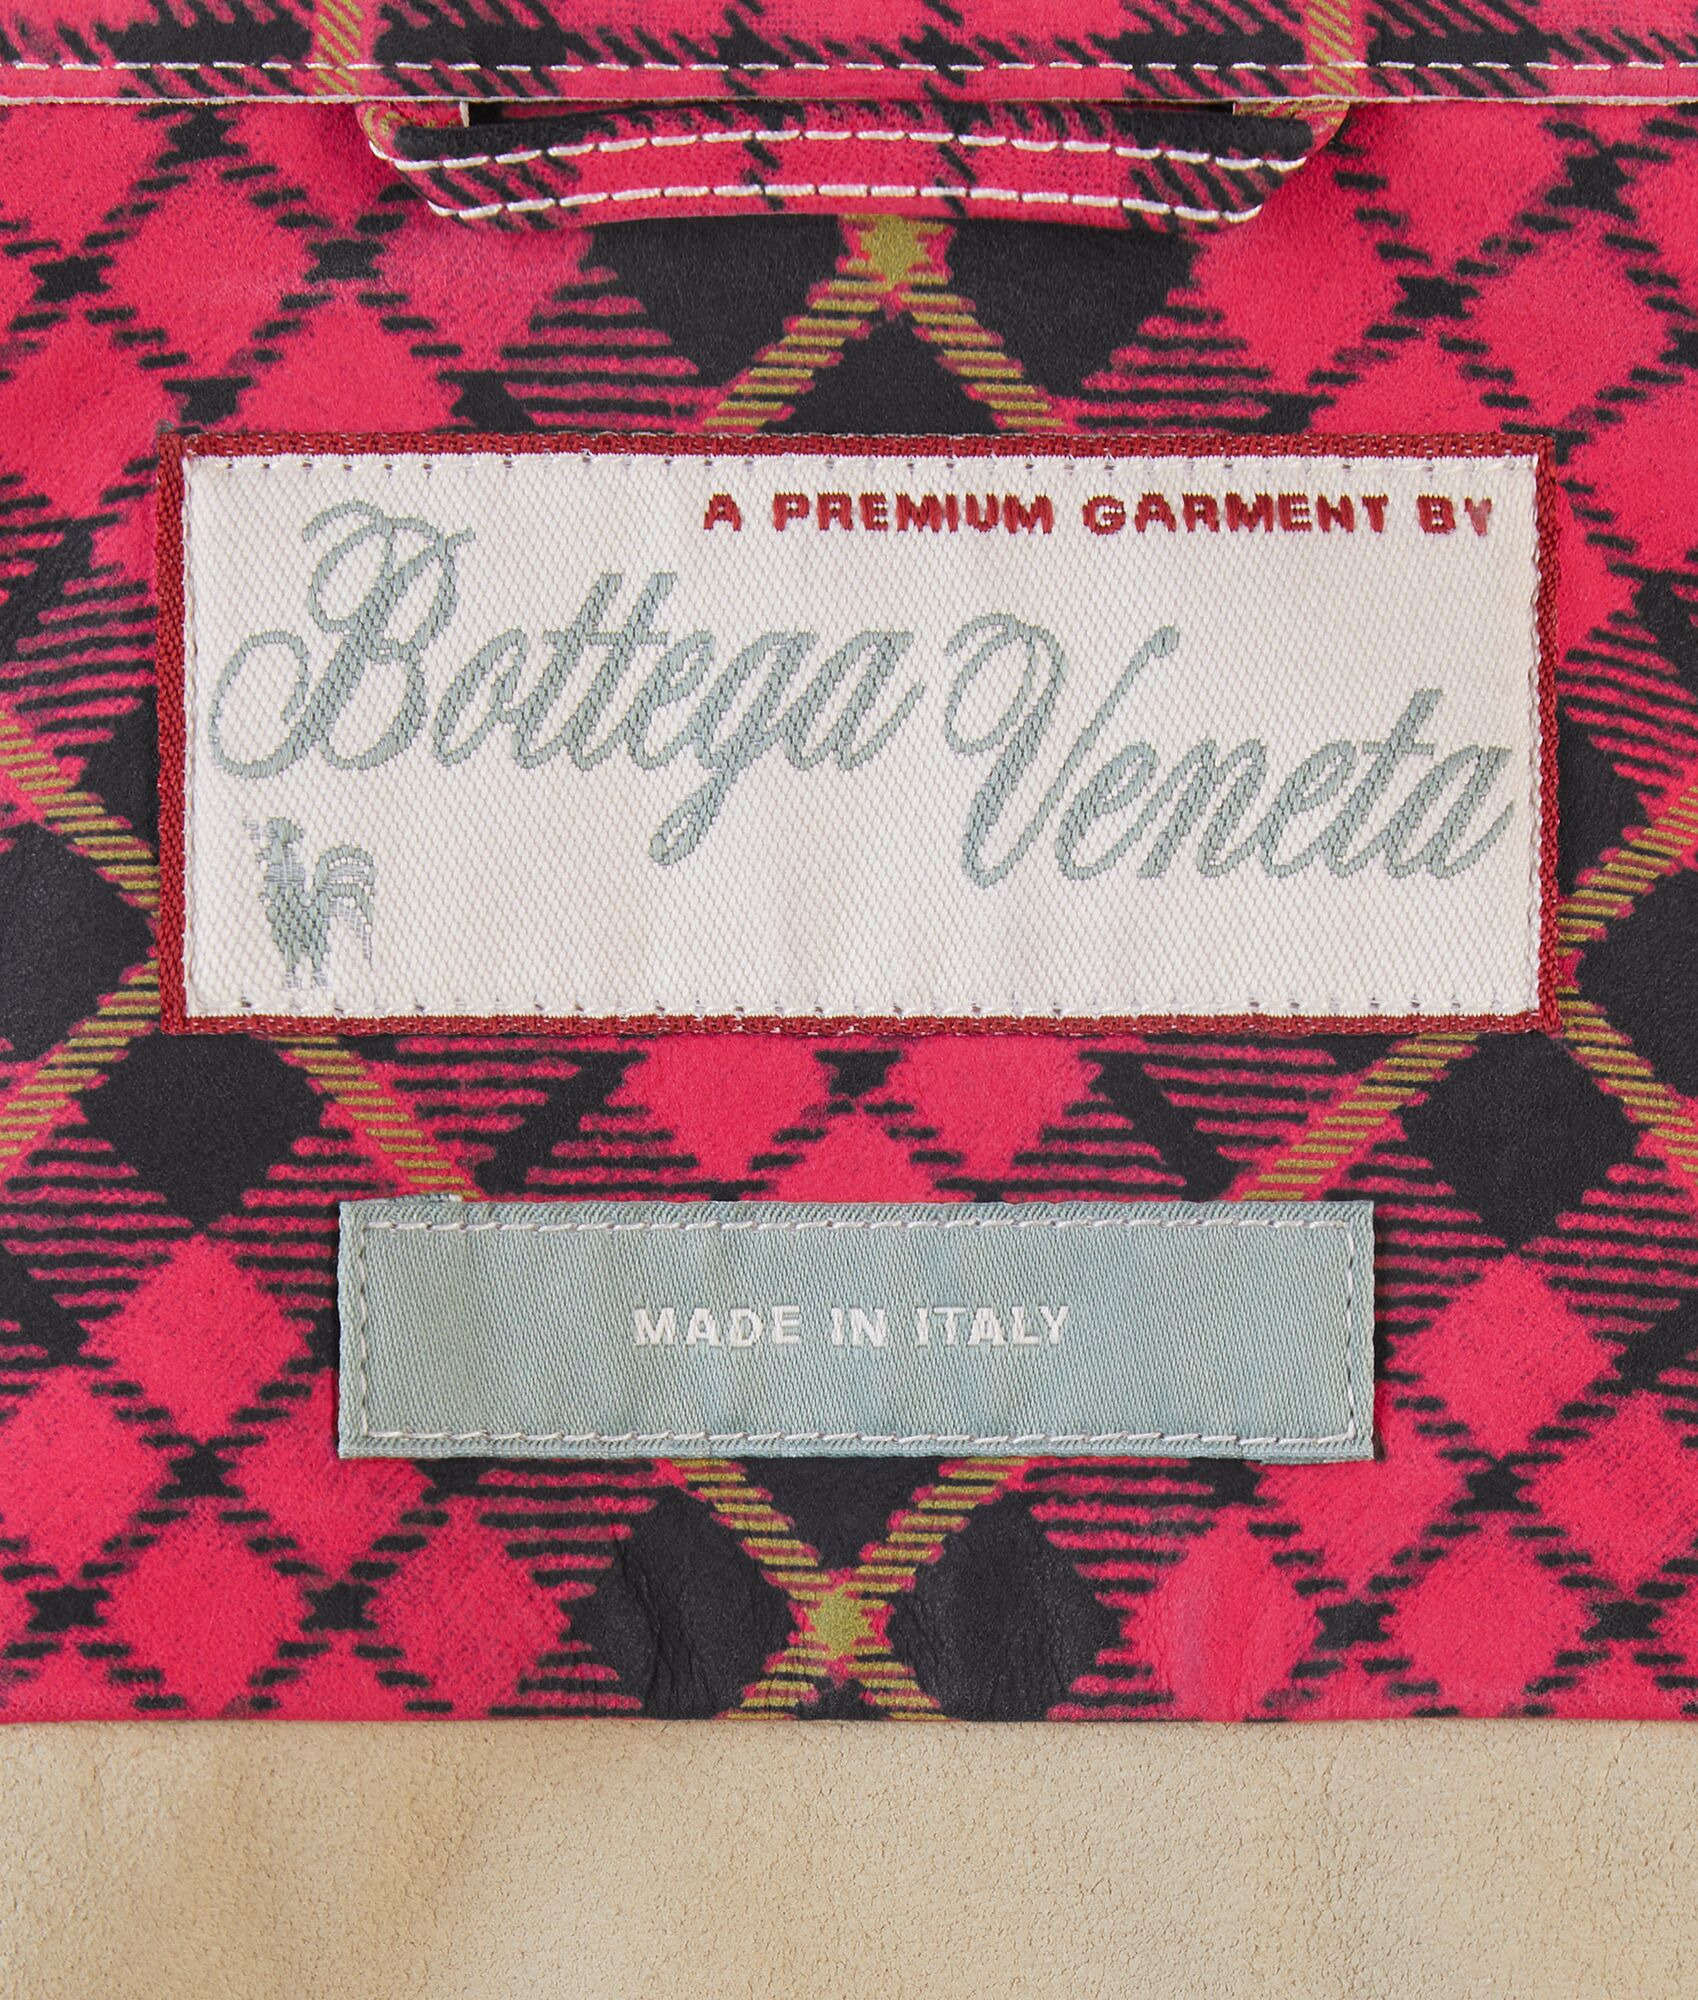 A PREMIUM GARMENT BY
Bottega Veneta
MADE IN ITALY